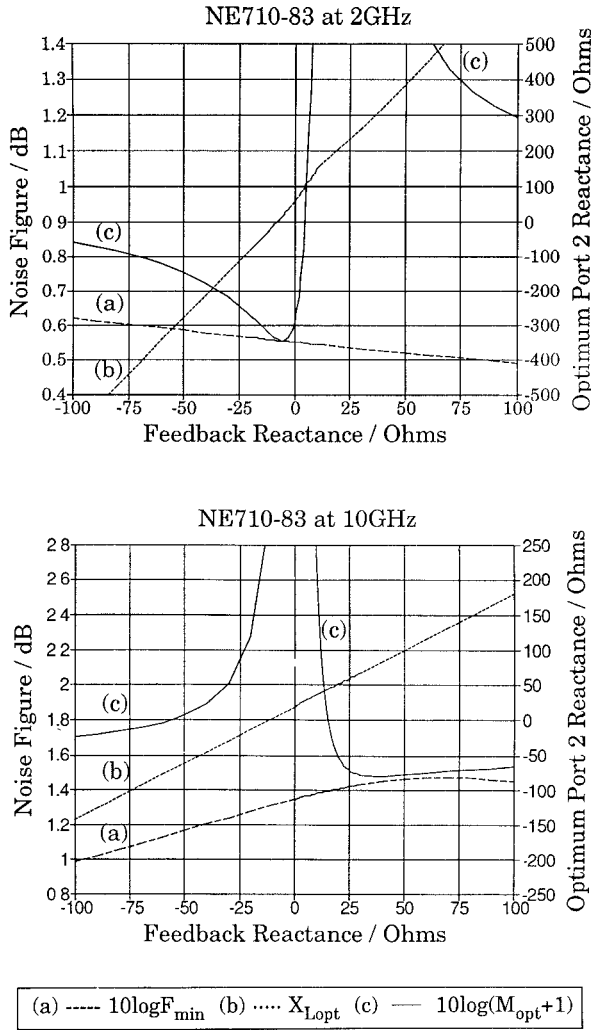 NE710-83 at 2GHz
1.4
1.3
1.2
1.1
1
0.9
0.8
0.7
0.6
0.5
0.4
Noise Figure / dB
500
400
300
200
100
0
-100
-200
-300
-400
-500
Optimum Port 2 Reactance / Ohms
(c)
(c)
(a)
(b)
-100 -75 -50 -25 0 25 50 75 100
Feedback Reactance / Ohms
NE710-83 at 10GHz
2 8
2 6
2 4
2.2
2
1.8
1.6
1.4
1.2
1
0 8
Noise Figure / dB
250
200
150
100
50
0
-50
-100
-150
-200
-250
Optimum Port 2 Reactance / Ohms
(c)
(c)
(b)
(a)
-100 -75 -50 -25 0 25 50 75 100
Feedback Reactance / Ohms
(a) ----- 10logFmin (b) ..... XLopt (c) — 10log(Mopt+1)